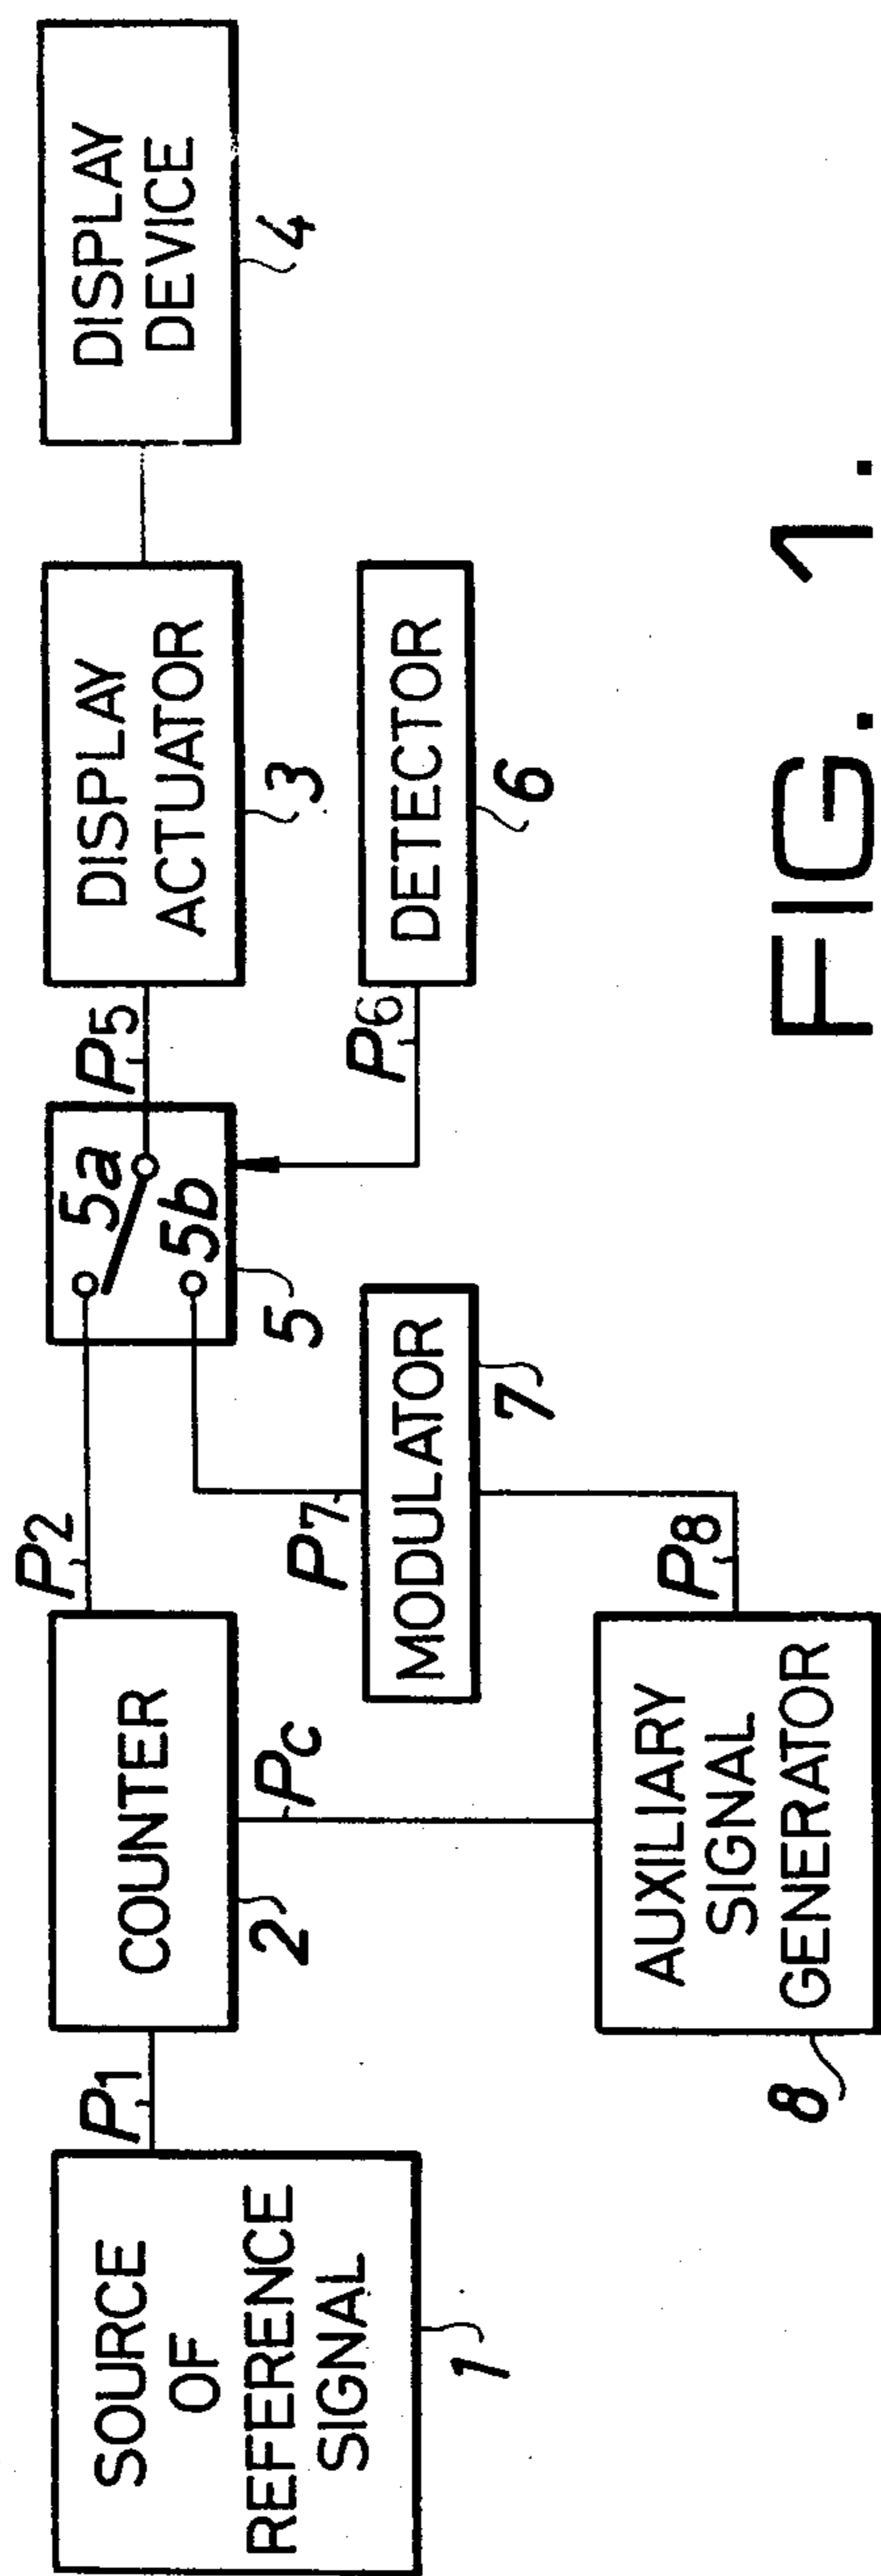 SOURCE
OF
REFERENCE
SIGNAL
1
P1
COUNTER
2
P2
Pc
AUXILIARY
SIGNAL
GENERATOR
8
P8
MODULATOR
7
P7
5a
5b
5
P5
DISPLAY
ACTUATOR
3
P6
DETECTOR
6
DISPLAY
DEVICE
4
FIG. 1.